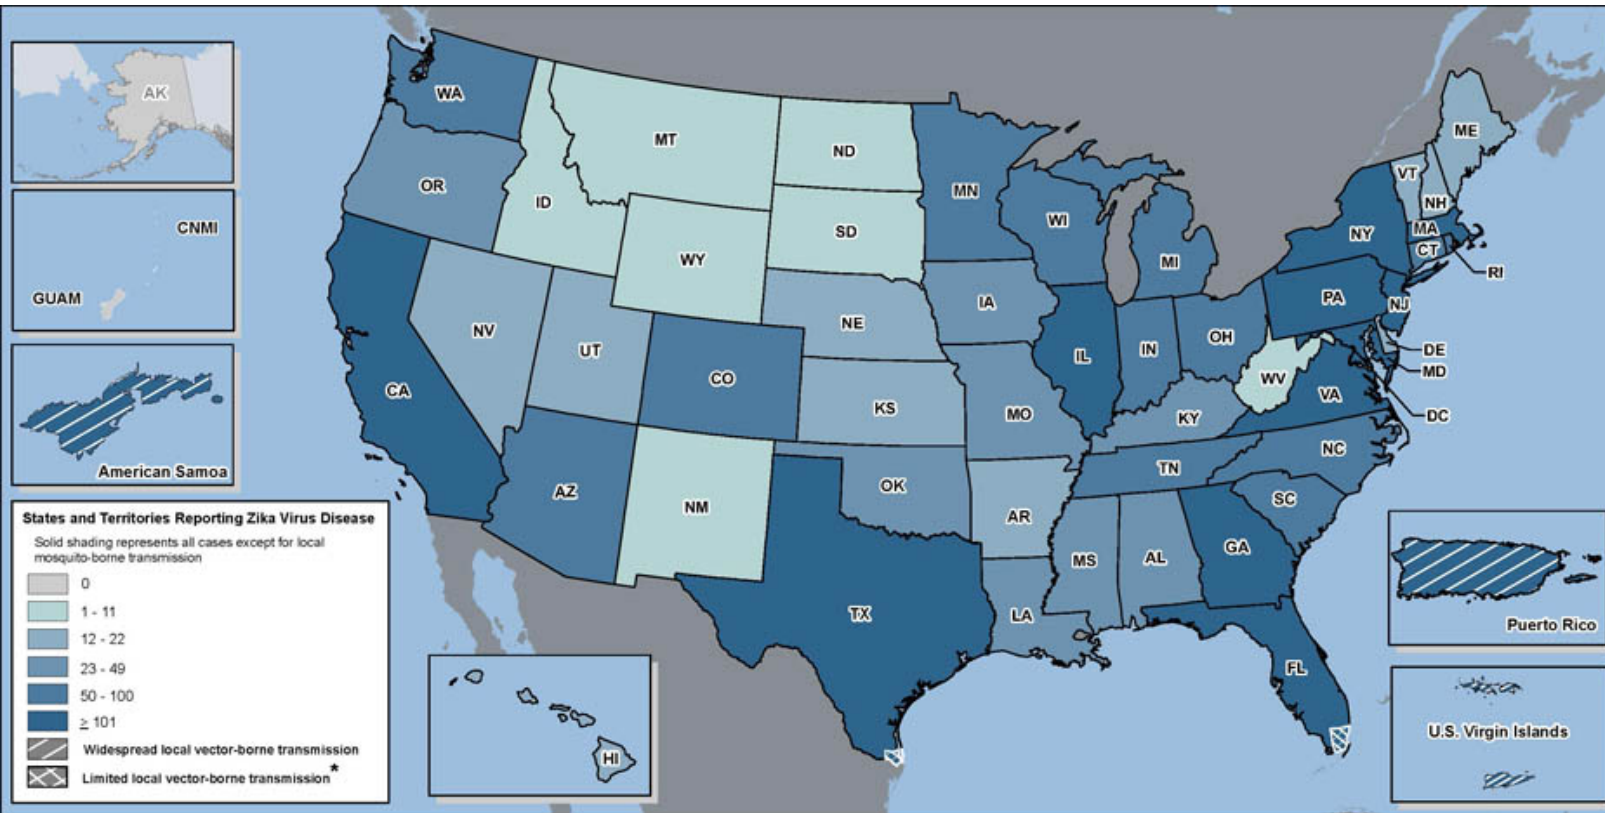 AK
CNMI
GUAM
American Samoa
States and Territories Reporting Zika Virus Disease
Solid shading represents all cases except for local
mosquito-borne transmission
0
1 - 11
12 - 22
23 - 49
50 - 100
≥ 101
Widespread local vector-borne transmission
Limited local vector-borne transmission*
WA
OR
CA
ID
NV
MT
WY
UT
AZ
CO
NM
ND
SD
NE
KS
OK
TX
MN
IA
MO
AR
LA
WI
IL
MI
IN
OH
KY
TN
MS
AL
GA
FL
SC
NC
VA
WV
PA
NY
VT
NH
ME
MA
CT
RI
NJ
DE
MD
DC
HI
Puerto Rico
U.S. Virgin Islands